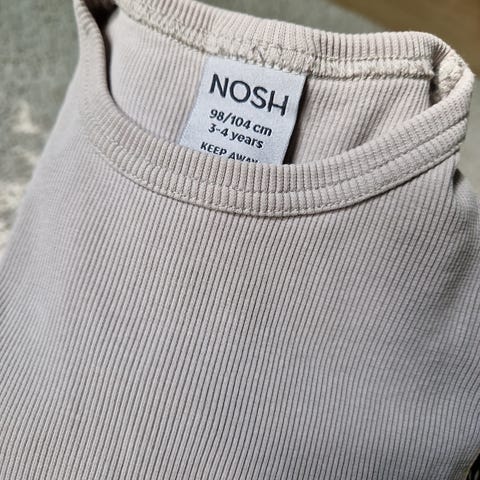 NOSH
98/104 cm
3-4 years
KEEP AWAY